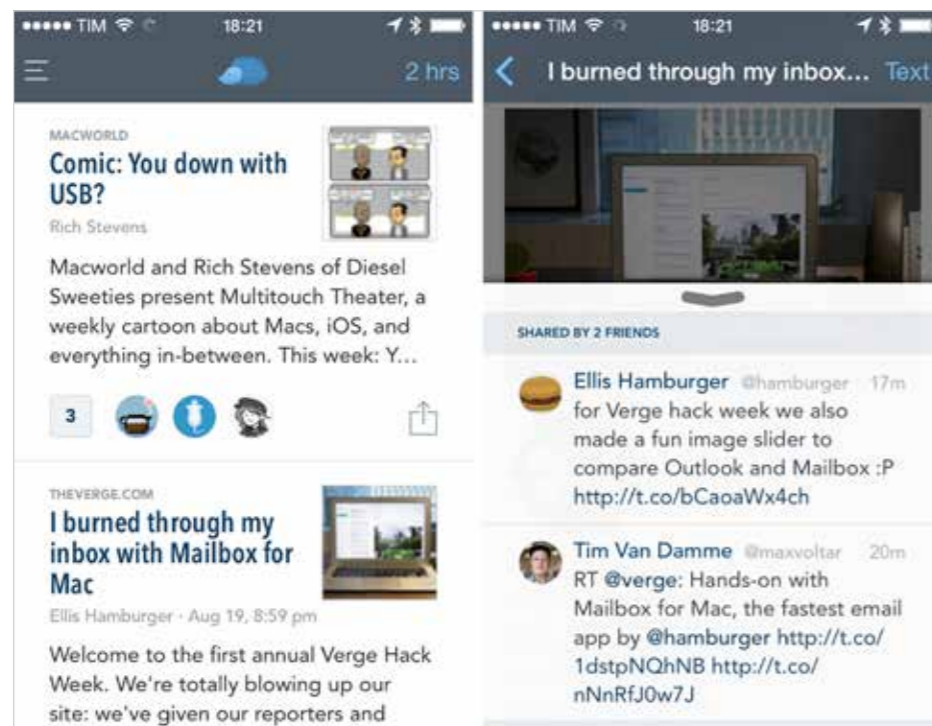 TIM
18:21
2 hrs
MACWORLD
Comic: You down with
USB?
Rich Stevens
Macworld and Rich Stevens of Diesel
Sweeties present Multitouch Theater, a
weekly cartoon about Macs, iOS, and
everything in-between. This week: Y...
3
THEVERGE.COM
I burned through my
inbox with Mailbox for
Mac
Ellis Hamburger · Aug 19, 8:59 pm
Welcome to the first annual Verge Hack
Week. We're totally blowing up our
site: we've given our reporters and
TIM
18:21
I burned through my inbox... Text
SHARED BY 2 FRIENDS
Ellis Hamburger @hamburger 17m
for Verge hack week we also
made a fun image slider to
compare Outlook and Mailbox :P
http://t.co/bCaoaWx4ch
Tim Van Damme @maxvoltar 20m
RT @verge: Hands-on with
Mailbox for Mac, the fastest email
app by @hamburger http://t.co/
1dstpNQhNB http://t.co/
nNnRfJ0w7J